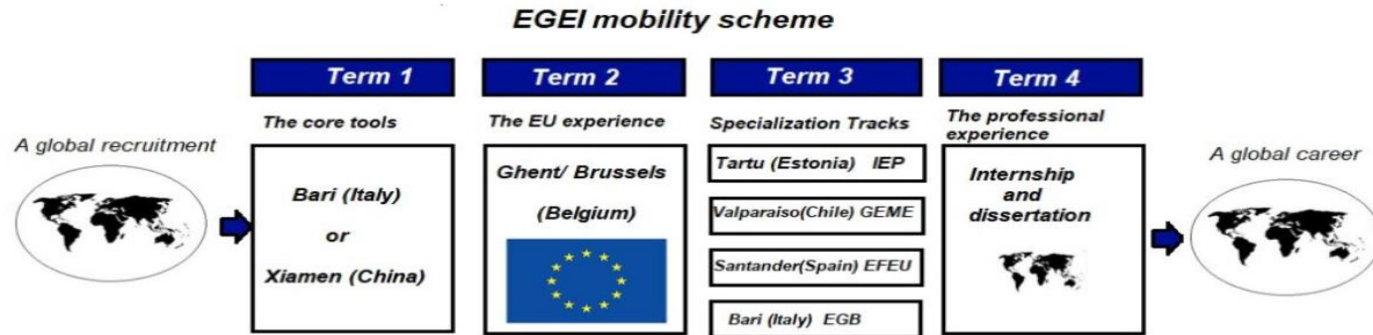 EGEI mobility scheme
Term 1
Term 2
Term 3
Term 4
The core tools
The EU experience
Specialization Tracks
The professional
experience
A global recruitment
Bari (Italy)
or
Xiamen (China)
Ghent/ Brussels
(Belgium)
Tartu (Estonia) IEP
Valparaiso(Chile) GEME
Santander(Spain) EFEU
Bari (Italy) EGB
Internship
and
dissertation
A global career